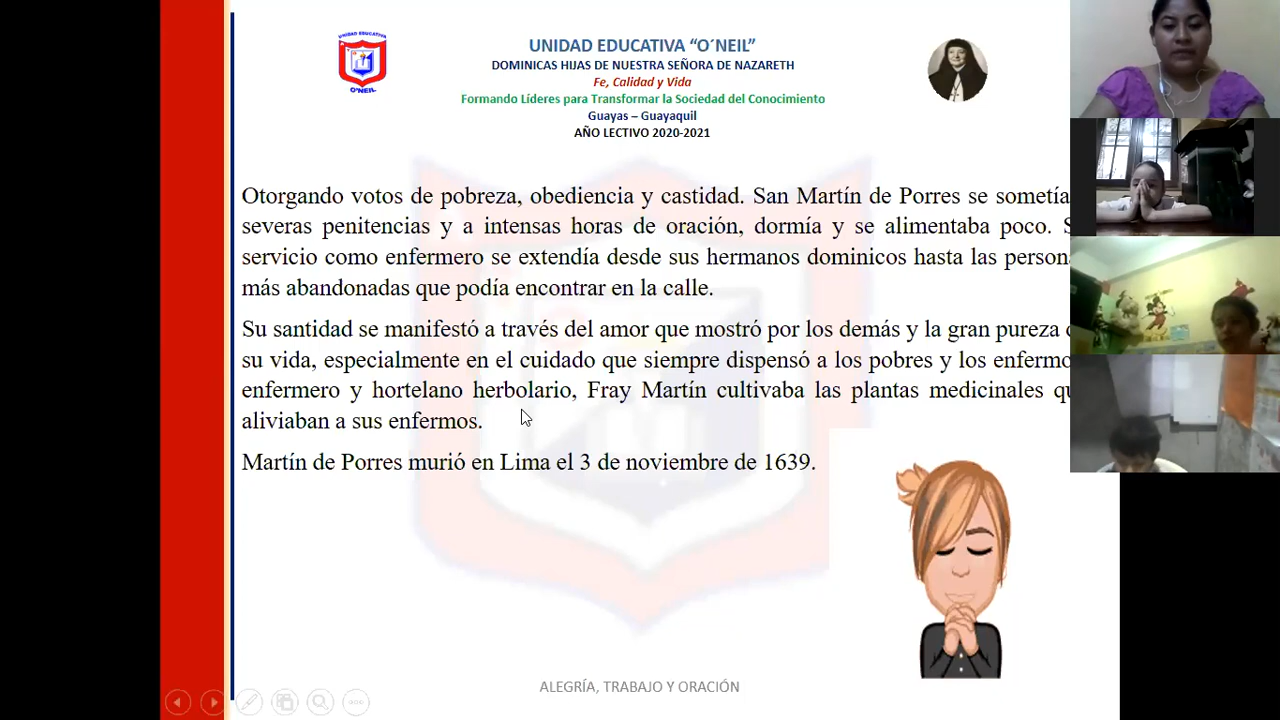 UNIDAD EDUCATIVA
O'NEIL
UNIDAD EDUCATIVA “O´NEIL”
DOMINICAS HIJAS DE NUESTRA SEÑORA DE NAZARETH
Fe, Calidad y Vida
Formando Líderes para Transformar la Sociedad del Conocimiento
Guayas – Guayaquil
AÑO LECTIVO 2020-2021
Otorgando votos de pobreza, obediencia y castidad. San Martín de Porres se sometía
severas penitencias y a intensas horas de oración, dormía y se alimentaba poco.
servicio como enfermero se extendía desde sus hermanos dominicos hasta las person
más abandonadas que podía encontrar en la calle.
Su santidad se manifestó a través del amor que mostró por los demás y la gran pureza
su vida, especialmente en el cuidado que siempre dispensó a los pobres y los enfermo
enfermero y hortelano herbolario, Fray Martín cultivaba las plantas medicinales qu
aliviaban a sus enfermos.
Martín de Porres murió en Lima el 3 de noviembre de 1639.
ALEGRÍA, TRABAJO Y ORACIÓN